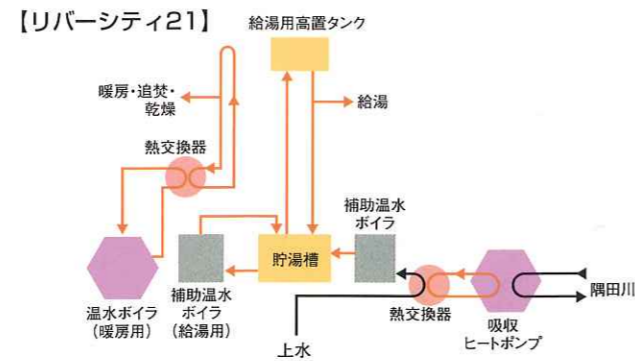 【リバーシティ21】
給湯用高置タンク
暖房・追焚・
乾燥
給湯
熱交換器
補助温水
ボイラ
貯湯槽
隅田川
温水ボイラ
（暖房用）
補助温水
ボイラ
（給湯用）
熱交換器
吸収
ヒートポンプ
上水